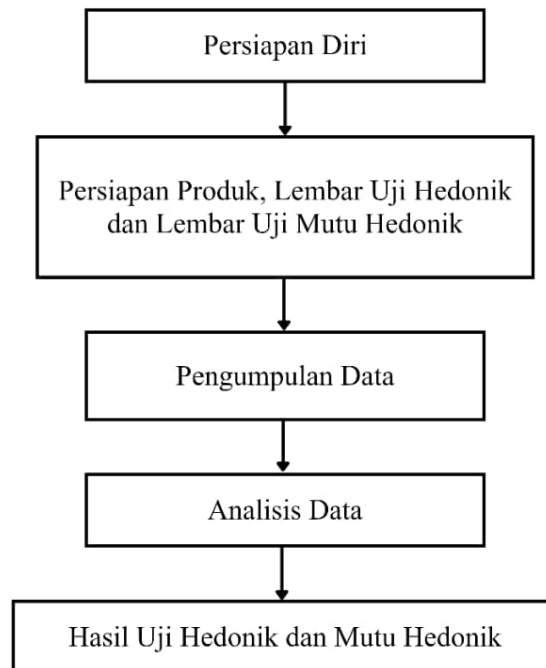 Persiapan Diri
Persiapan Produk, Lembar Uji Hedonik
dan Lembar Uji Mutu Hedonik
Pengumpulan Data
Analisis Data
Hasil Uji Hedonik dan Mutu Hedonik